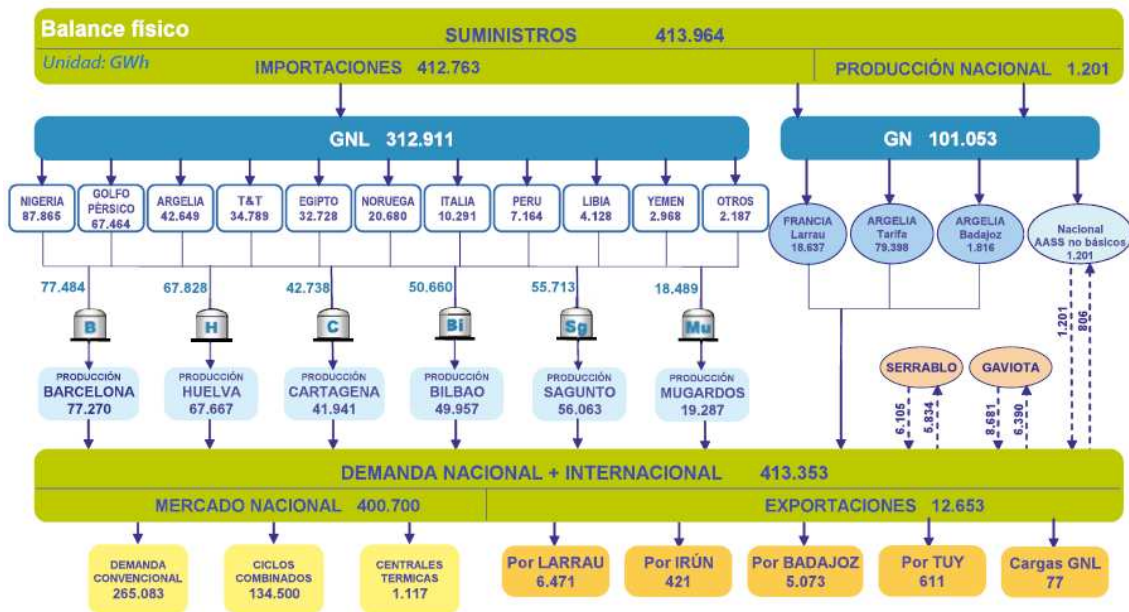 Balance físico
SUMINISTROS 413.964
Unidad: GWh
IMPORTACIONES 412.763
PRODUCCIÓN NACIONAL 1.201
GNL 312.911
GN 101.053
NIGERIA
87.865
GOLFO
PÉRSICO
67.464
ARGELIA
42.649
T&T
34.789
EGIPTO
32.728
NORUEGA
20.680
ITALIA
10.291
PERU
7.164
LIBIA
4.128
YEMEN
2.968
OTROS
2.187
FRANCIA
Larrau
18.637
ARGELIA
Tarifa
79.398
ARGELIA
Badajoz
1.816
Nacional
AASS no básicos
1.201
77.484
67.828
42.738
50.660
55.713
18.489
B
H
C
Bi
Sg
Mu
1.201
806
SERRABLO
GAVIOTA
6.105
5.834
8.681
6.390
PRODUCCIÓN
BARCELONA
77.270
PRODUCCIÓN
HUELVA
67.667
PRODUCCIÓN
CARTAGENA
41.941
PRODUCCIÓN
BILBAO
49.957
PRODUCCIÓN
SAGUNTO
56.063
PRODUCCIÓN
MUGARDOS
19.287
DEMANDA NACIONAL + INTERNACIONAL 413.353
MERCADO NACIONAL 400.700
EXPORTACIONES 12.653
DEMANDA
CONVENCIONAL
265.083
CICLOS
COMBINADOS
134.500
CENTRALES
TERMICAS
1.117
Por LARRAU
6.471
Por IRÚN
421
Por BADAJOZ
5.073
Por TUY
611
Cargas GNL
77